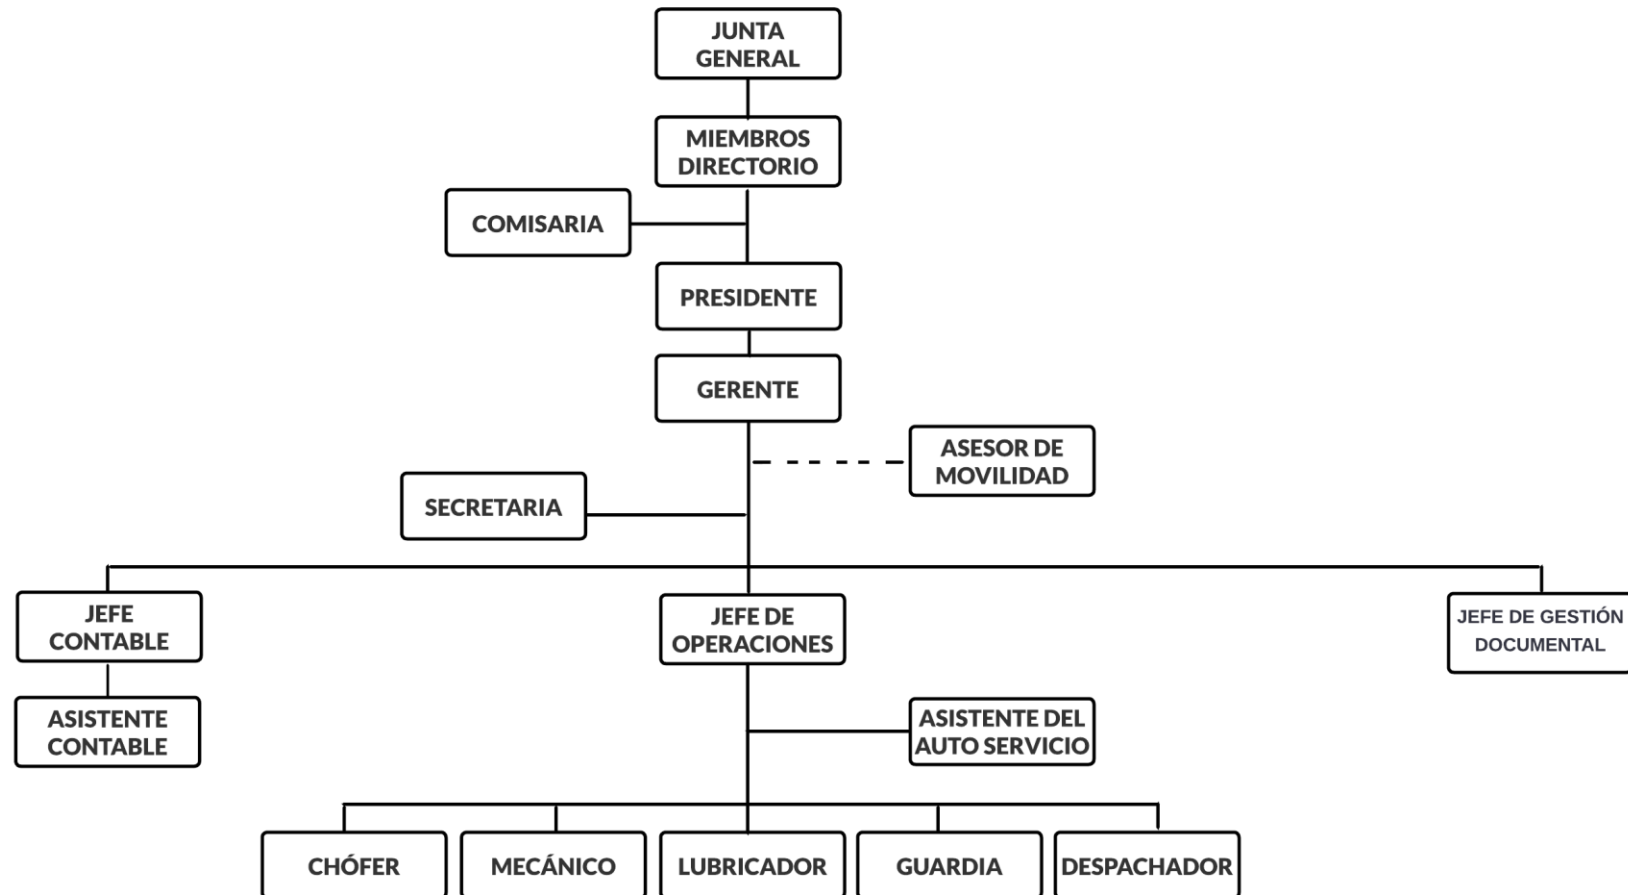 JUNTA
GENERAL
MIEMBROS
DIRECTORIO
COMISARIA
PRESIDENTE
GERENTE
ASESOR DE
MOVILIDAD
SECRETARIA
JEFE
CONTABLE
JEFE DE
OPERACIONES
JEFE DE GESTIÓN
DOCUMENTAL
ASISTENTE
CONTABLE
ASISTENTE DEL
AUTO SERVICIO
CHÓFER
MECÁNICO
LUBRICADOR
GUARDIA
DESPACHADOR